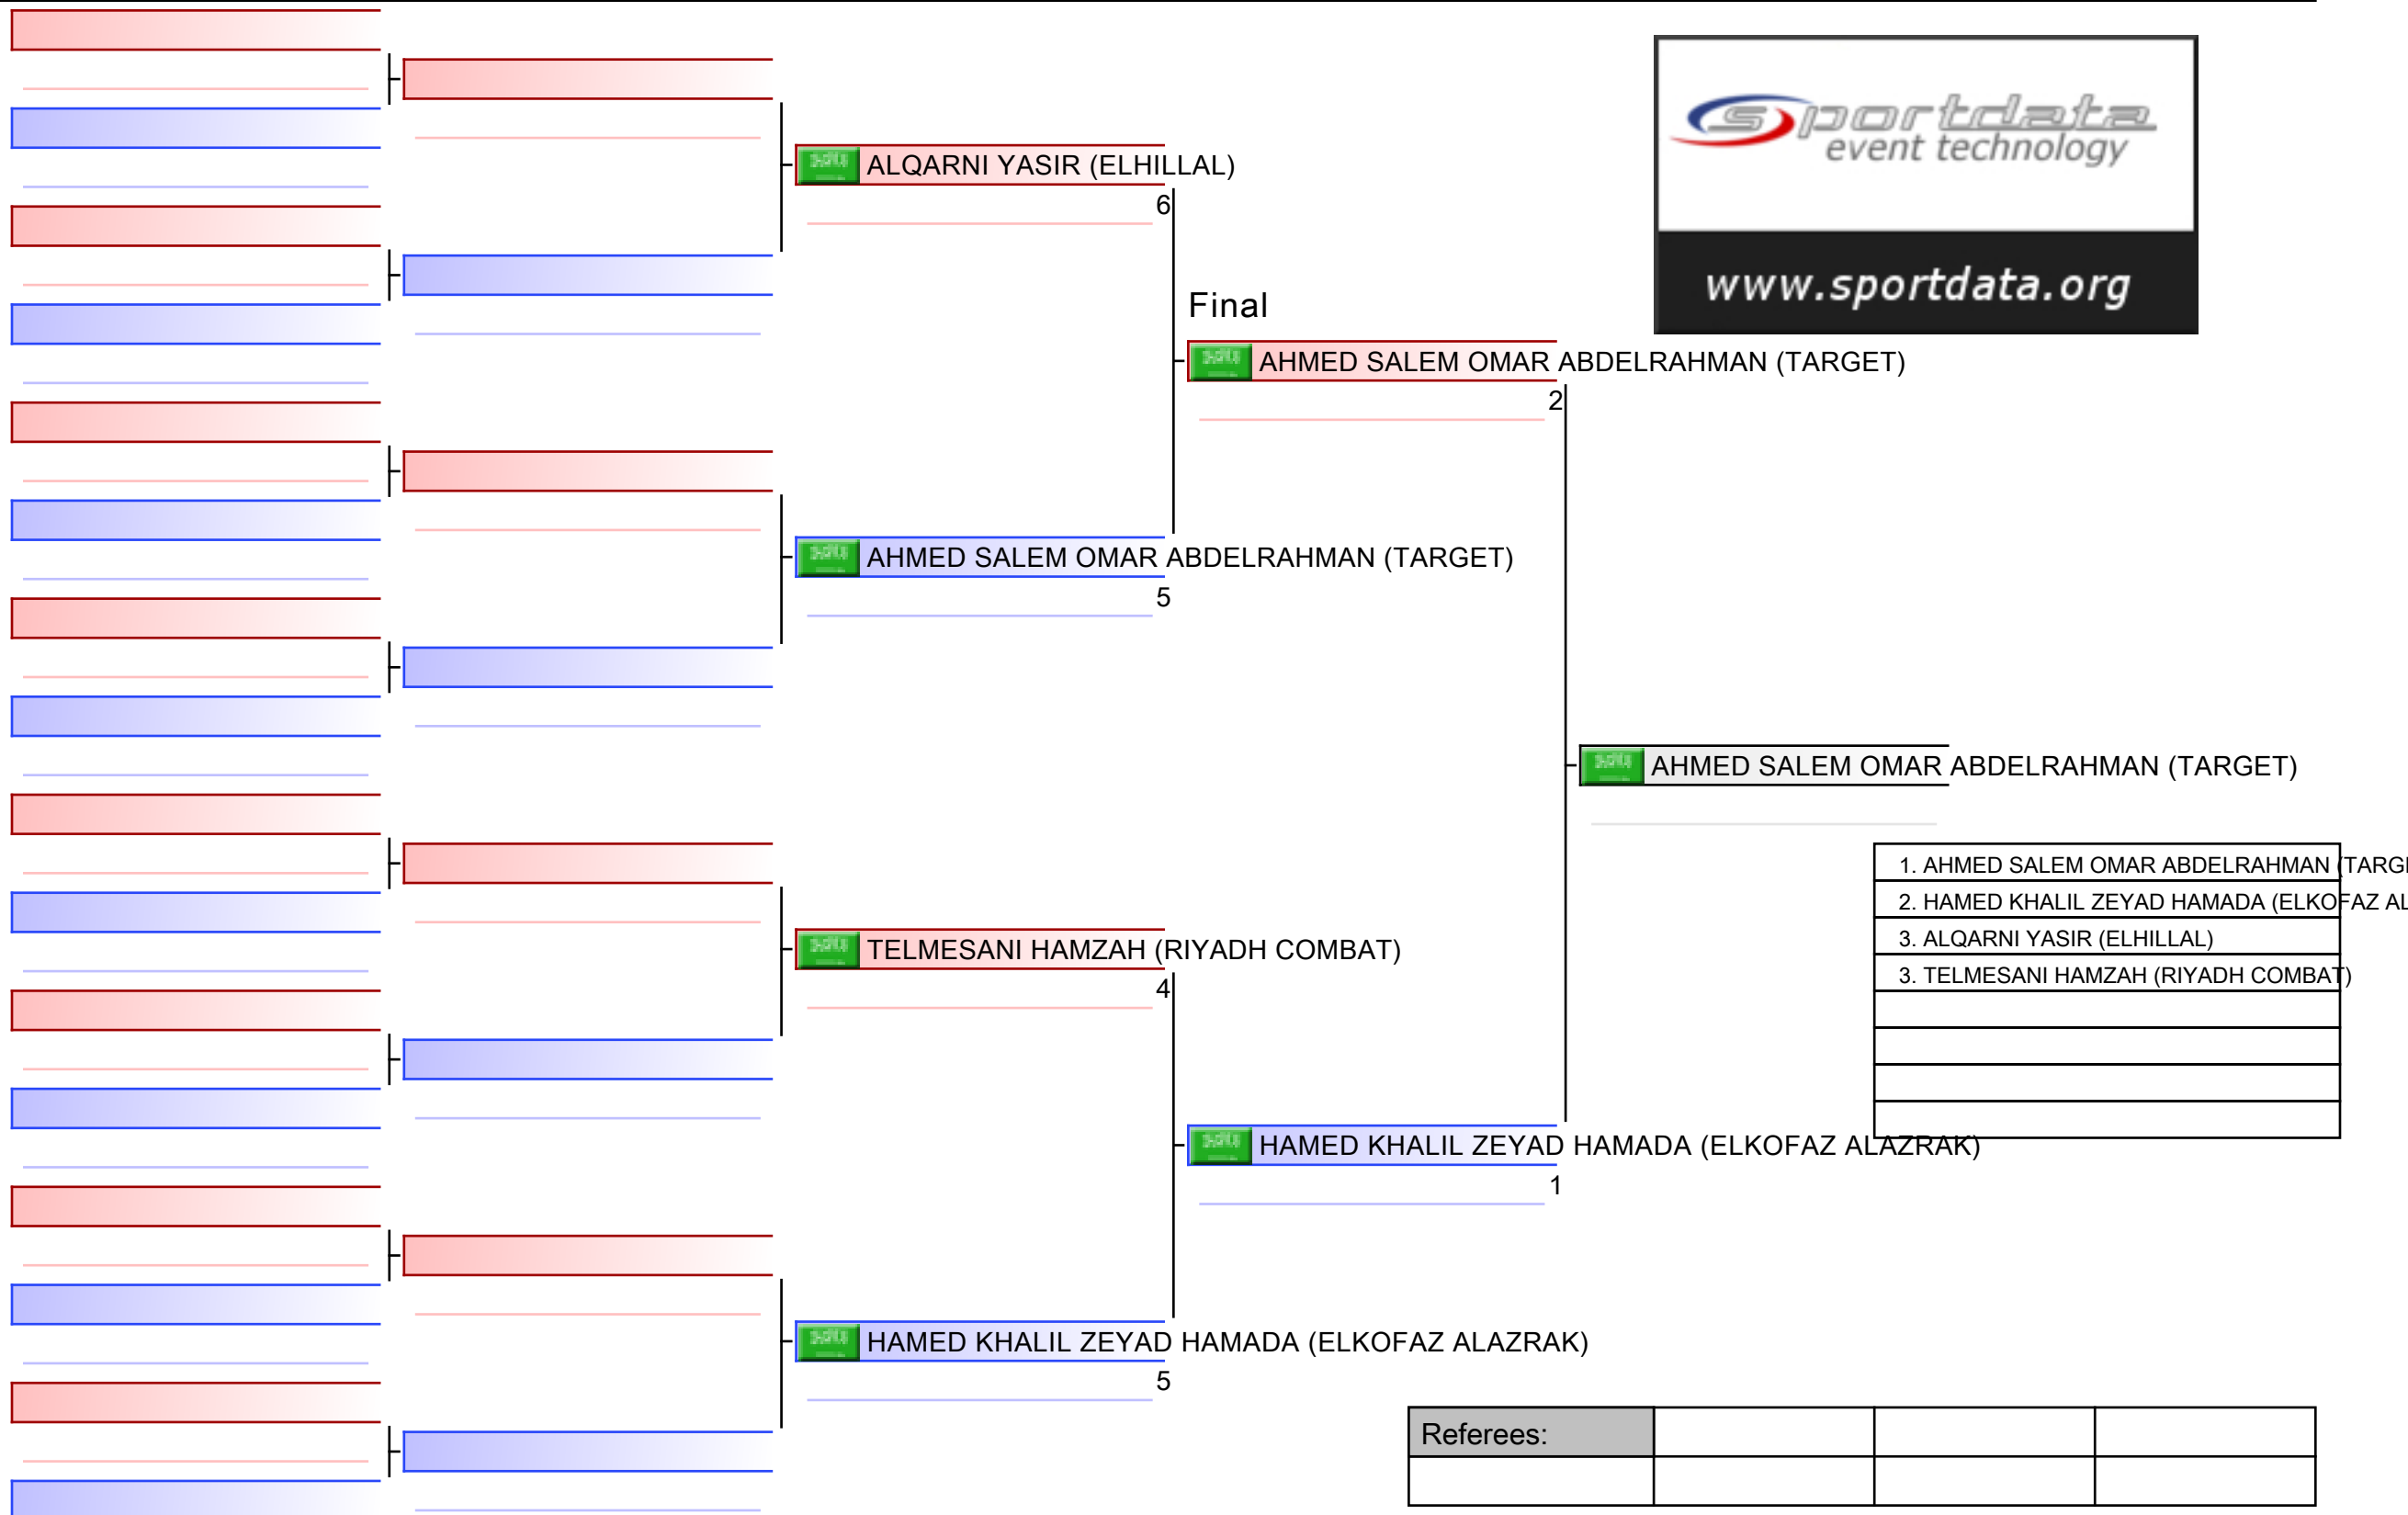 sportdata
event technology
www.sportdata.org
ALQARNI YASIR (ELHILLAL)
6
Final
AHMED SALEM OMAR ABDELRAHMAN (TARGET)
2
AHMED SALEM OMAR ABDELRAHMAN (TARGET)
5
AHMED SALEM OMAR ABDELRAHMAN (TARGET)
1. AHMED SALEM OMAR ABDELRAHMAN (TARG
2. HAMED KHALIL ZEYAD HAMADA (ELKOFAZ AL
3. ALQARNI YASIR (ELHILLAL)
3. TELMESANI HAMZAH (RIYADH COMBAT)
TELMESANI HAMZAH (RIYADH COMBAT)
4
HAMED KHALIL ZEYAD HAMADA (ELKOFAZ ALAZRAK)
1
HAMED KHALIL ZEYAD HAMADA (ELKOFAZ ALAZRAK)
5
Referees: